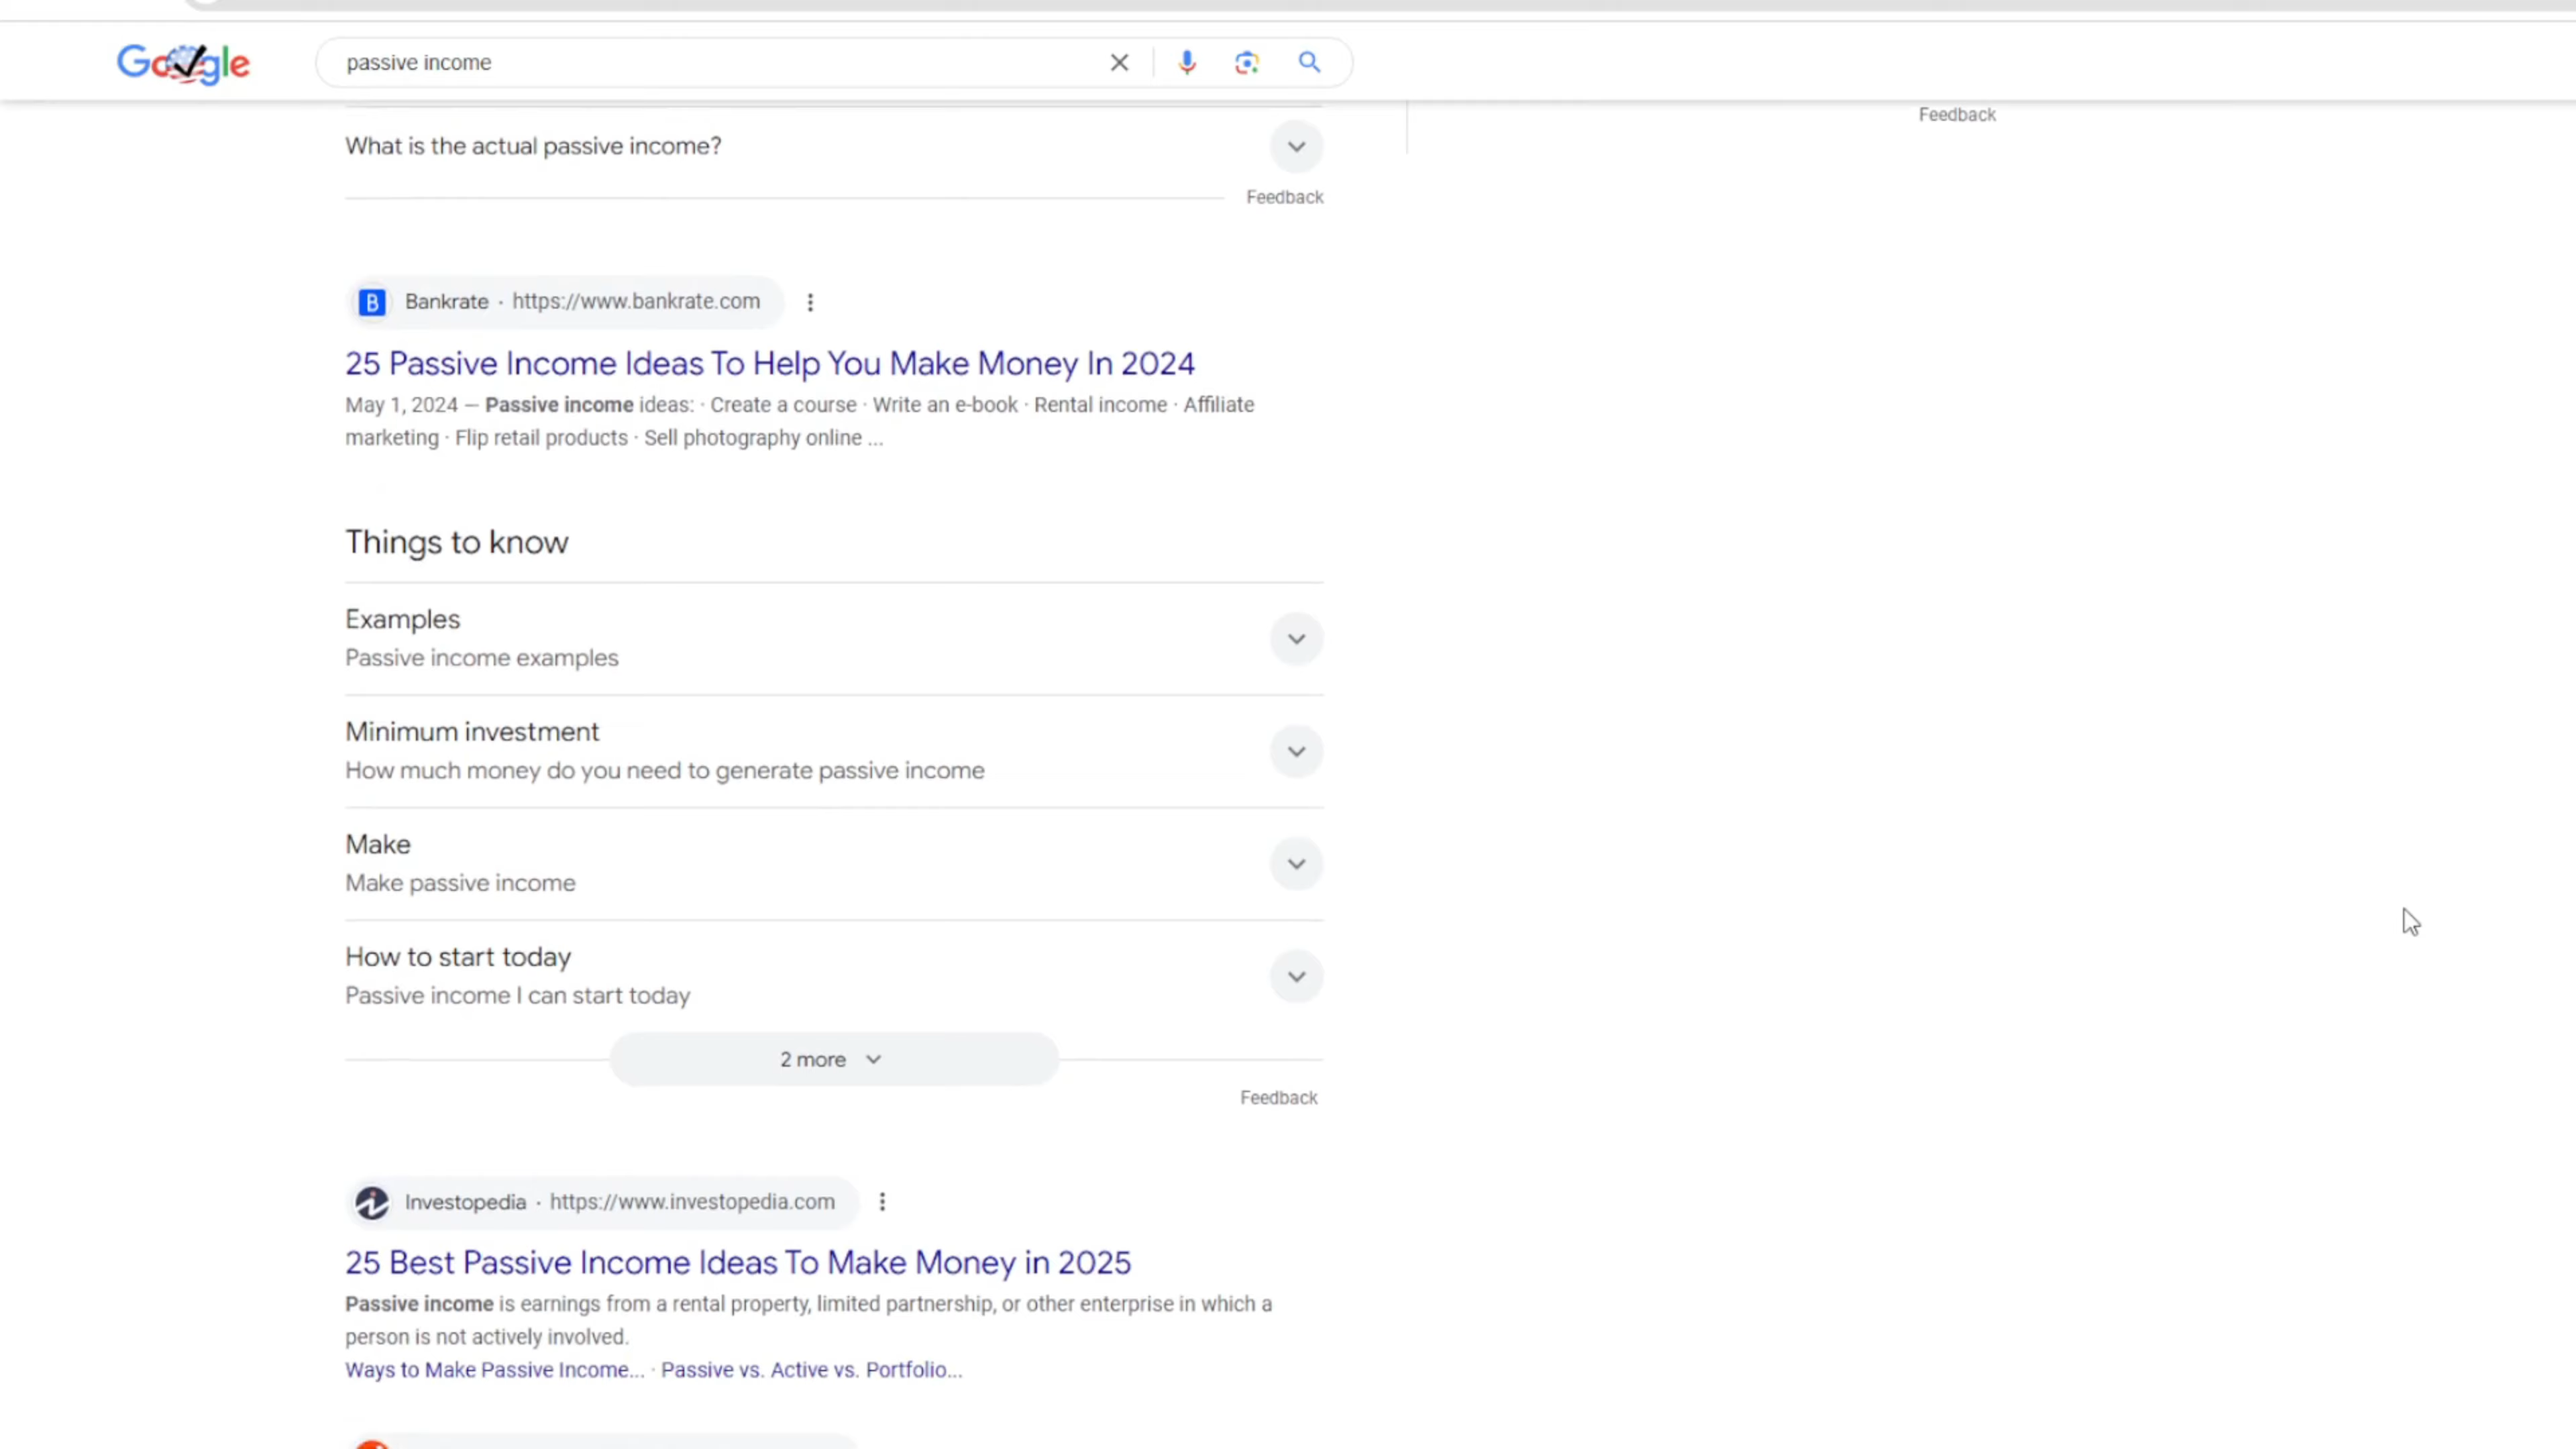 Google
passive income
Feedback
What is the actual passive income?
Feedback
Bankrate · https://www.bankrate.com
25 Passive Income Ideas To Help You Make Money In 2024
May 1, 2024 — Passive income ideas: · Create a course · Write an e-book · Rental income · Affiliate
marketing · Flip retail products · Sell photography online ...
Things to know
Examples
Passive income examples
Minimum investment
How much money do you need to generate passive income
Make
Make passive income
How to start today
Passive income I can start today
2 more
Feedback
Investopedia · https://www.investopedia.com
25 Best Passive Income Ideas To Make Money in 2025
Passive income is earnings from a rental property, limited partnership, or other enterprise in which a
person is not actively involved.
Ways to Make Passive Income... · Passive vs. Active vs. Portfolio...